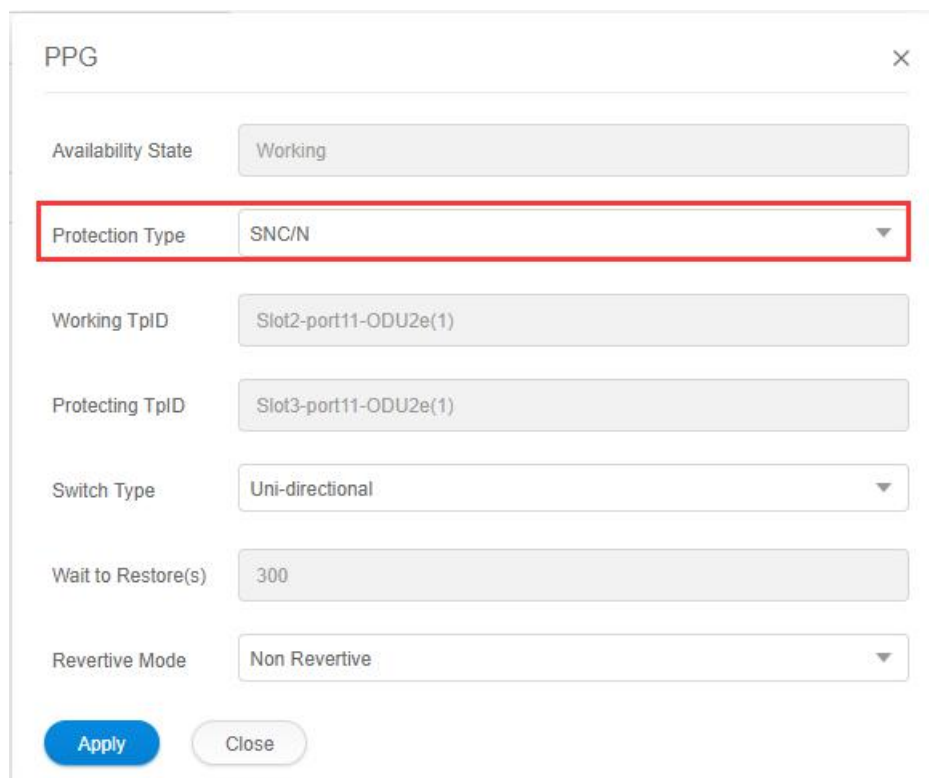 PPG
Availability State Working
Protection Type SNC/N
Working TpID Slot2-port11-ODU2e(1)
Protecting TpID Slot3-port11-ODU2e(1)
Switch Type Uni-directional
Wait to Restore(s) 300
Revertive Mode Non Revertive
Apply Close